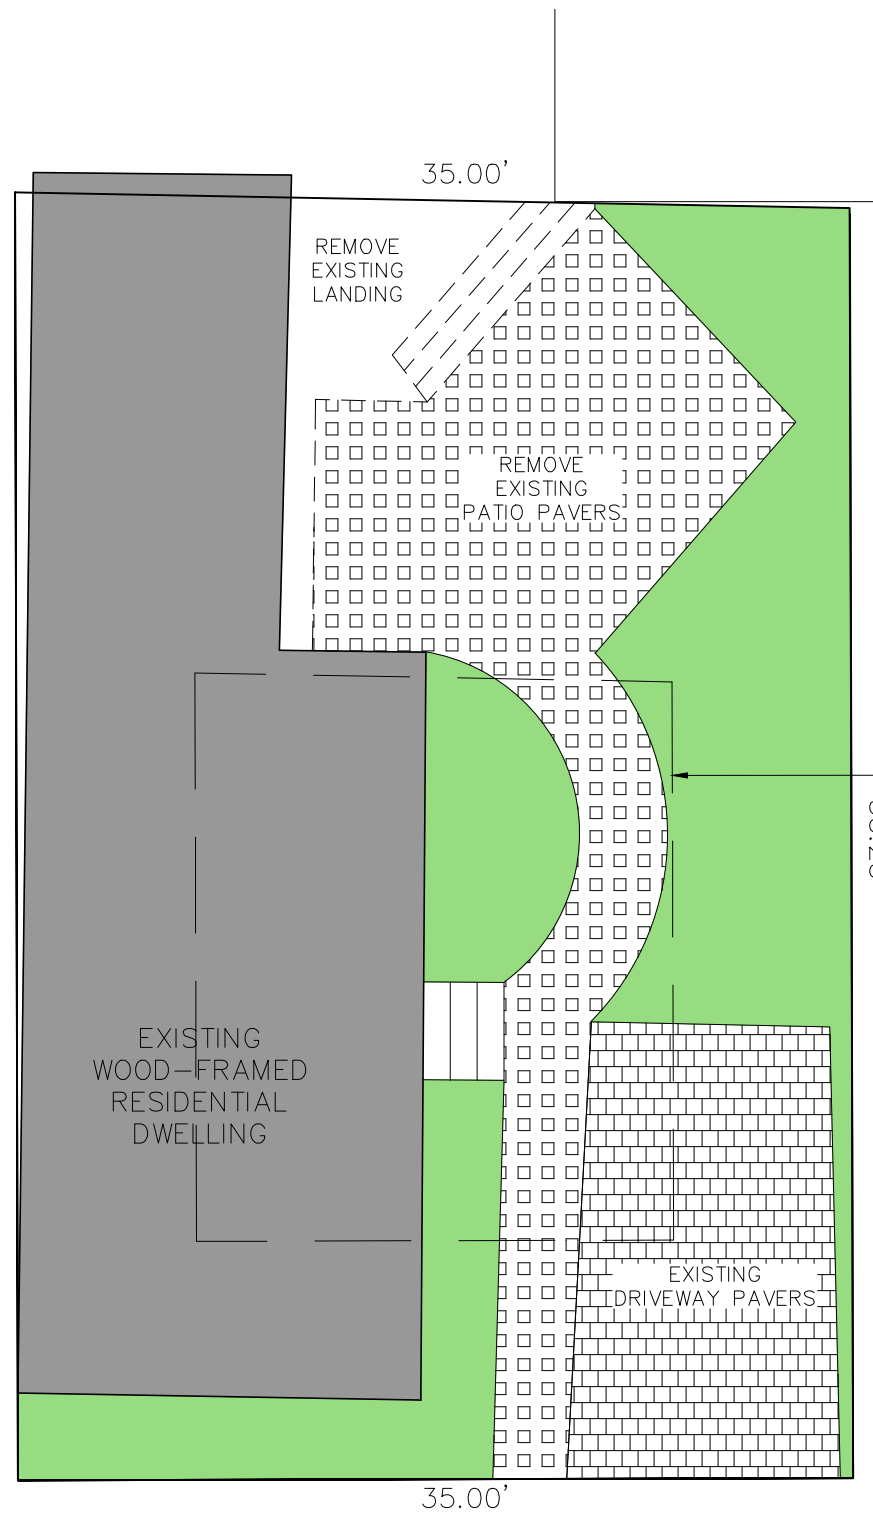 35.00'
REMOVE
EXISTING
LANDING
REMOVE
EXISTING
PATIO PAVERS
EXISTING
WOOD-FRAMED
RESIDENTIAL
DWELLING
EXISTING
DRIVEWAY PAVERS
35.00'